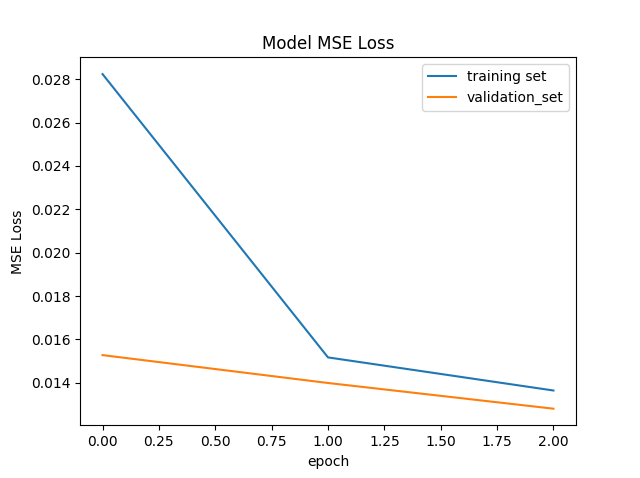 Model MSE Loss
training set
validation_set
0.028
0.026
0.024
0.022
0.020
0.018
0.016
0.014
MSE Loss
0.00 0.25 0.50 0.75 1.00 1.25 1.50 1.75 2.00
epoch